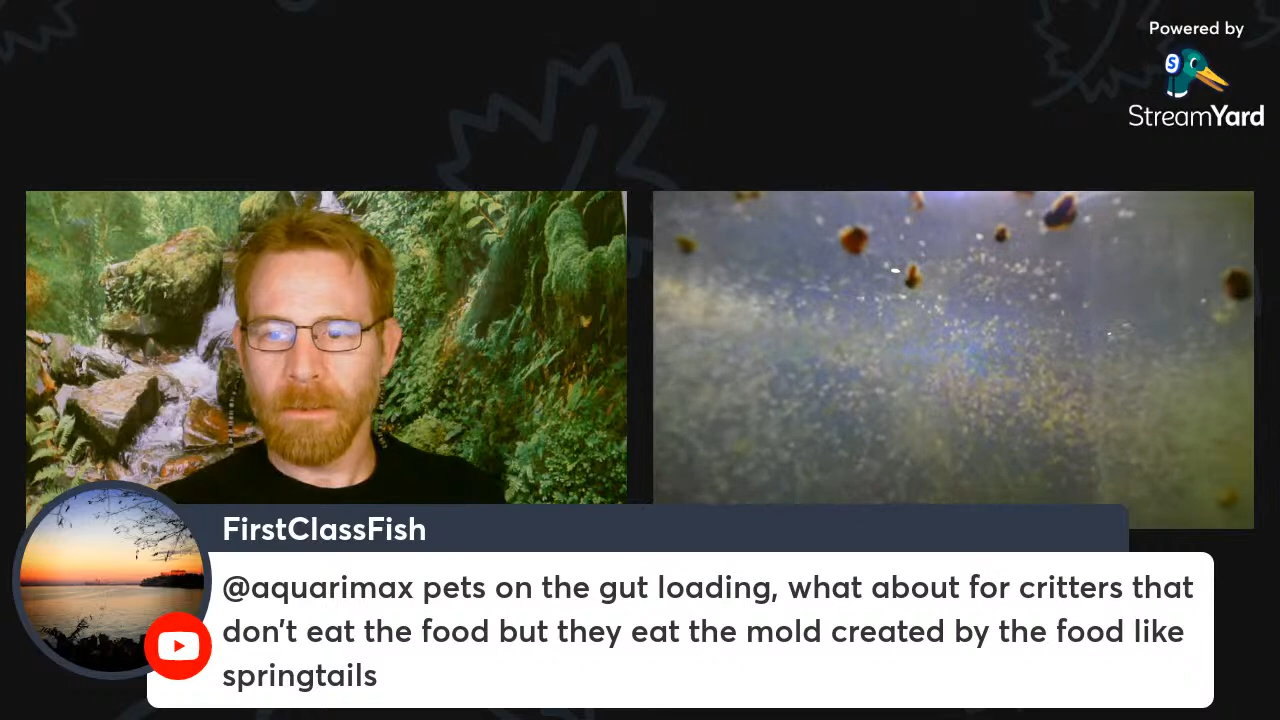 Powered by
S
StreamYard
FirstClassFish
@aquarimax pets on the gut loading, what about for critters that
don't eat the food but they eat the mold created by the food like
springtails